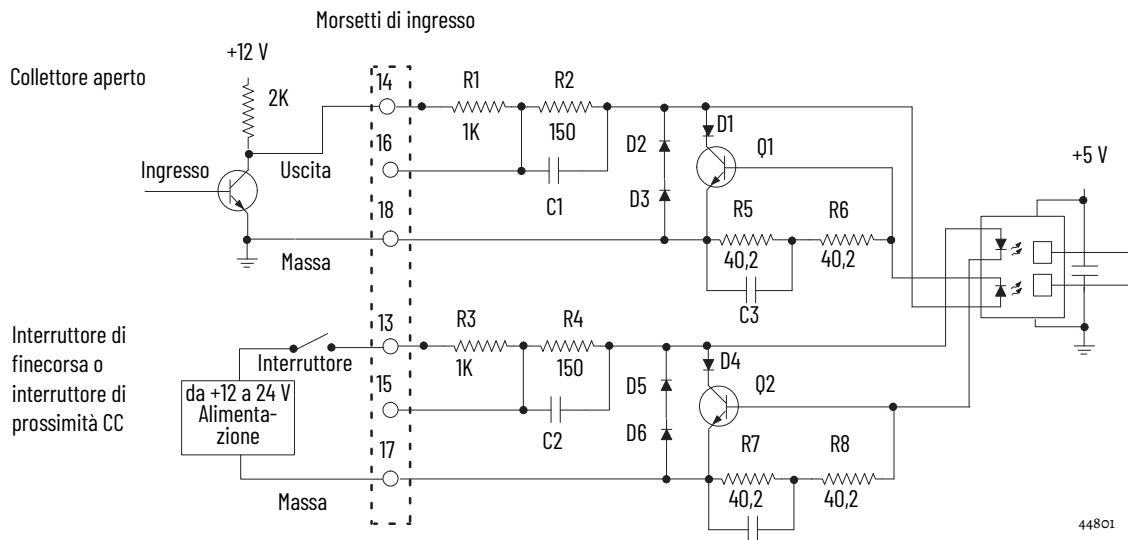 Morsetti di ingresso
+12 V
Collettore aperto
2K
14
R1
R2
1K
150
D1
D2
Q1
+5 V
16
Ingresso
Uscita
C1
D3
R5
R6
18
Massa
40,2
40,2
C3
Interruttore di
finecorsa o
interruttore di
prossimità CC
13
R3
R4
Interruttore
1K
150
D4
da +12 a 24 V
Alimenta-
zione
15
D5
Q2
C2
D6
R7
R8
17
Massa
40,2
40,2
44801